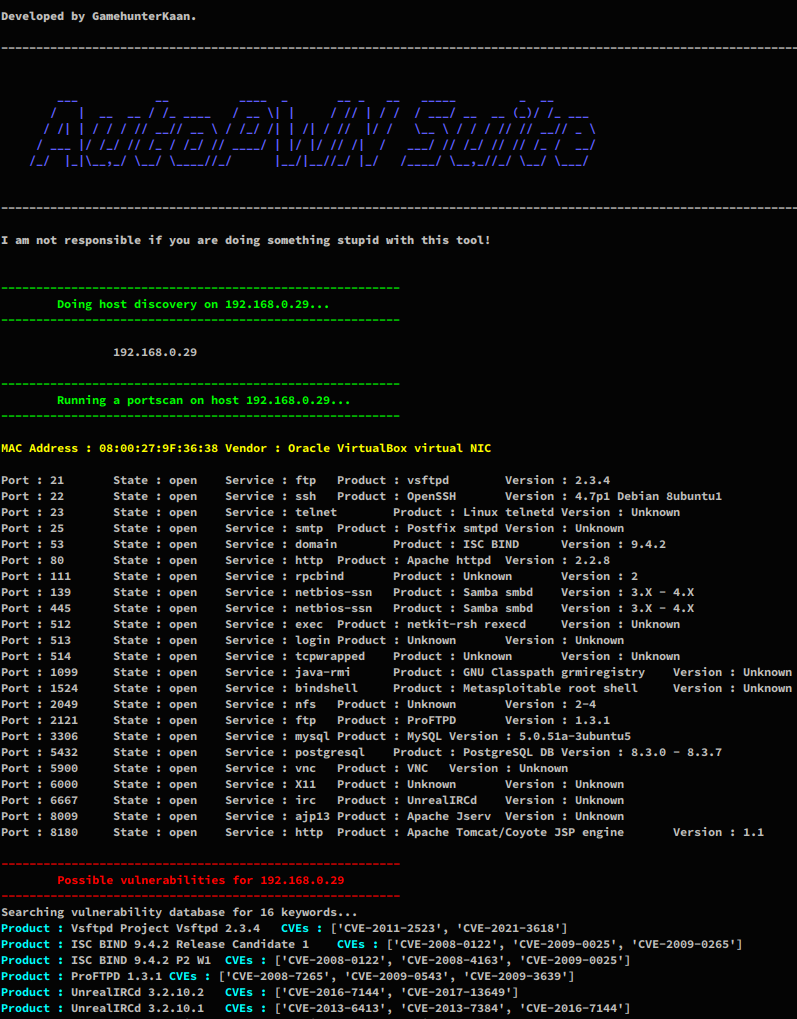 Developed by GamehunterKaan.
AutoPWN Suite
I am not responsible if you are doing something stupid with this tool!
Doing host discovery on 192.168.0.29...
192.168.0.29
Running a portscan on host 192.168.0.29...
MAC Address : 08:00:27:9F:36:38 Vendor : Oracle VirtualBox virtual NIC
Port : 21 State : open Service : ftp Product : vsftpd Version : 2.3.4
Port : 22 State : open Service : ssh Product : OpenSSH Version : 4.7p1 Debian 8ubuntu1
Port : 23 State : open Service : telnet Product : Linux telnetd Version : Unknown
Port : 25 State : open Service : smtp Product : Postfix smtpd Version : Unknown
Port : 53 State : open Service : domain Product : ISC BIND Version : 9.4.2
Port : 80 State : open Service : http Product : Apache httpd Version : 2.2.8
Port : 111 State : open Service : rpcbind Product : Unknown Version : 2
Port : 139 State : open Service : netbios-ssn Product : Samba smbd Version : 3.X - 4.X
Port : 445 State : open Service : netbios-ssn Product : Samba smbd Version : 3.X - 4.X
Port : 512 State : open Service : exec Product : netkit-rsh rexecd Version : Unknown
Port : 513 State : open Service : login Product : Unknown Version : Unknown
Port : 514 State : open Service : tcpwrapped Product : Unknown Version : Unknown
Port : 1099 State : open Service : java-rmi Product : GNU Classpath grmiregistry Version : Unknown
Port : 1524 State : open Service : bindshell Product : Metasploitable root shell Version : Unknown
Port : 2049 State : open Service : nfs Product : Unknown Version : 2-4
Port : 2121 State : open Service : ftp Product : ProFTPD Version : 1.3.1
Port : 3306 State : open Service : mysql Product : MySQL Version : 5.0.51a-3ubuntu5
Port : 5432 State : open Service : postgresql Product : PostgreSQL DB Version : 8.3.0 - 8.3.7
Port : 5900 State : open Service : vnc Product : VNC Version : Unknown
Port : 6000 State : open Service : X11 Product : Unknown Version : Unknown
Port : 6667 State : open Service : irc Product : UnrealIRCd Version : Unknown
Port : 8009 State : open Service : ajp13 Product : Apache Jserv Version : Unknown
Port : 8180 State : open Service : http Product : Apache Tomcat/Coyote JSP engine Version : 1.1
Possible vulnerabilities for 192.168.0.29
Searching vulnerability database for 16 keywords...
Product : Vsftpd Project Vsftpd 2.3.4 CVEs : ['CVE-2011-2523', 'CVE-2021-3618']
Product : ISC BIND 9.4.2 Release Candidate 1 CVEs : ['CVE-2008-0122', 'CVE-2009-0025', 'CVE-2009-0265']
Product : ISC BIND 9.4.2 P2 W1 CVEs : ['CVE-2008-0122', 'CVE-2008-4163', 'CVE-2009-0025']
Product : ProFTPD 1.3.1 CVEs : ['CVE-2008-7265', 'CVE-2009-0543', 'CVE-2009-3639']
Product : UnrealIRCd 3.2.10.2 CVEs : ['CVE-2016-7144', 'CVE-2017-13649']
Product : UnrealIRCd 3.2.10.1 CVEs : ['CVE-2013-6413', 'CVE-2013-7384', 'CVE-2016-7144']